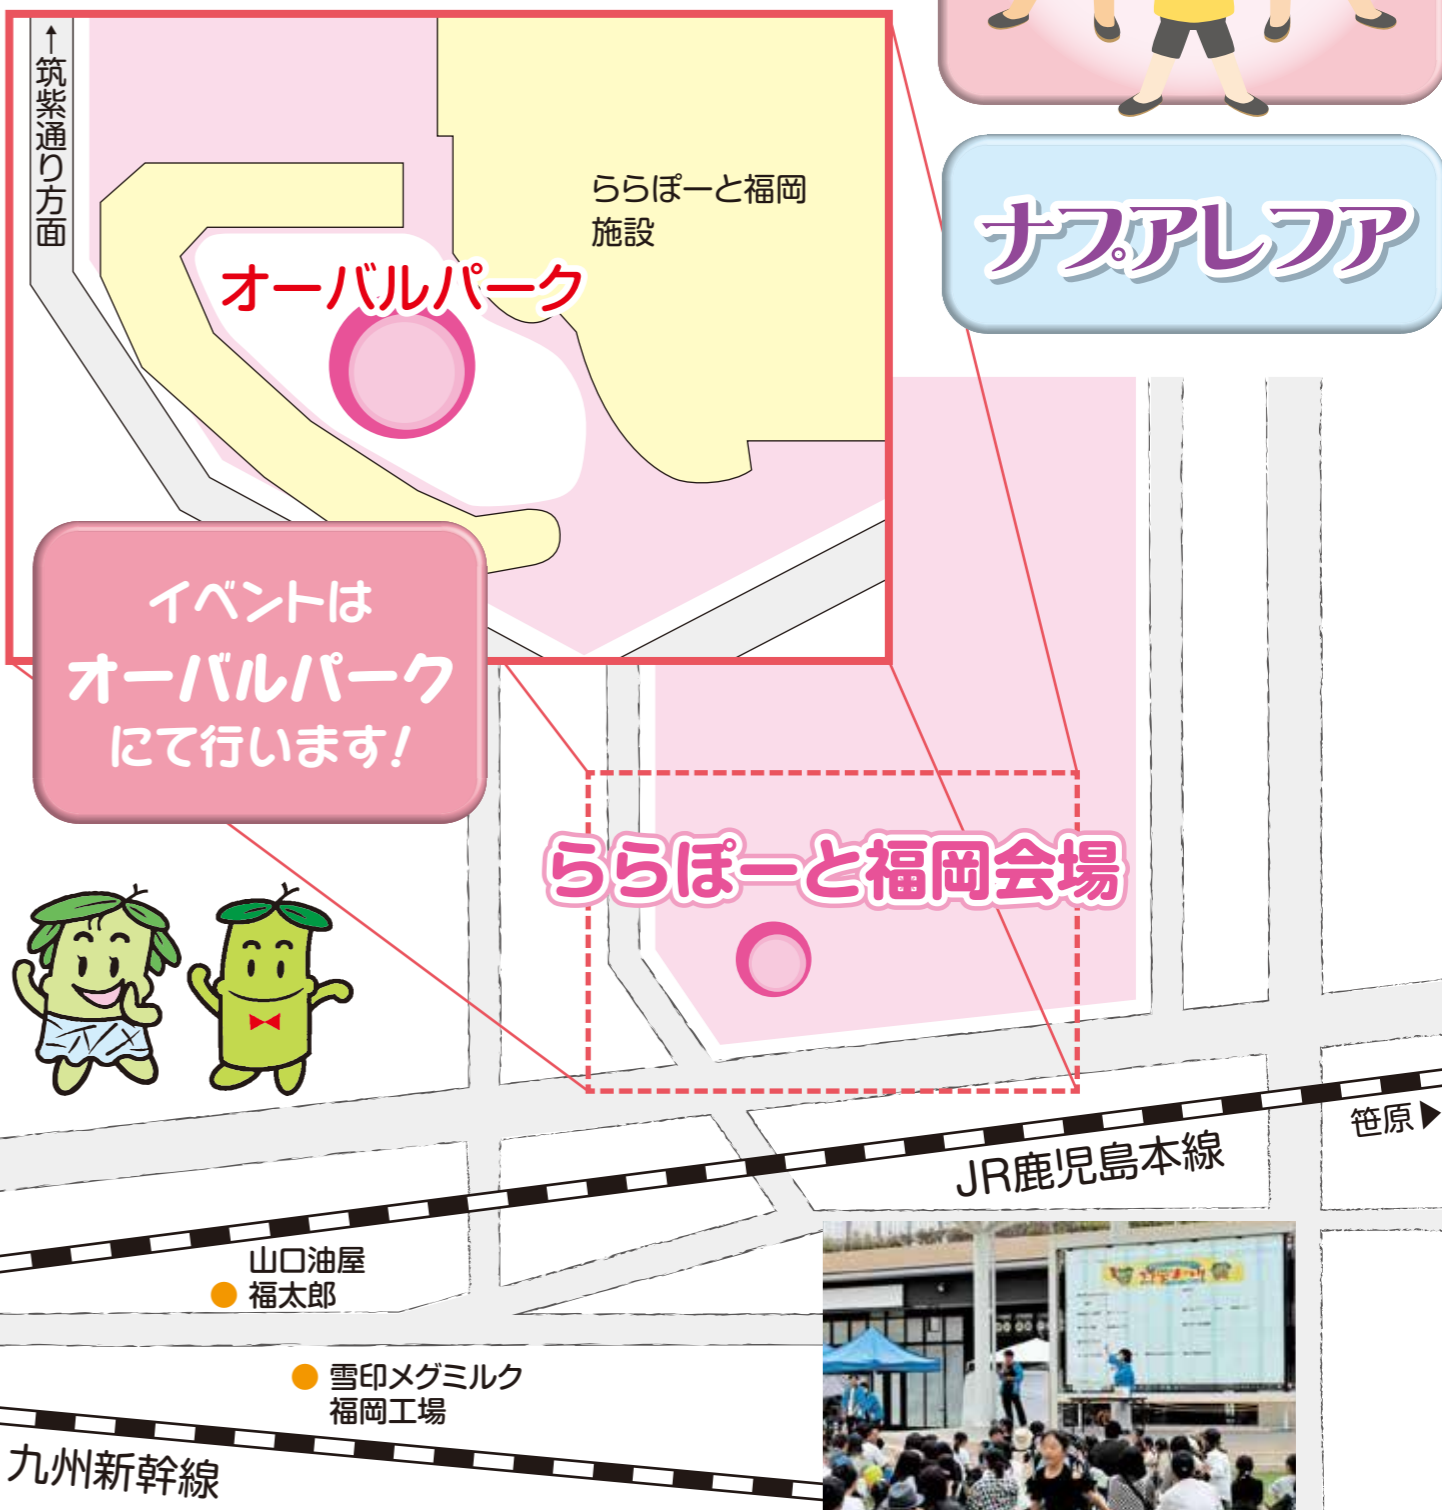 ↑筑紫通り方面
ららぽーと福岡
施設
オーバルパーク
ナプアレフア
イベントは
オーバルパーク
にて行います!
ららぽーと福岡会場
笹原▶
JR鹿児島本線
山口油屋
福太郎
雪印メグミルク
福岡工場
九州新幹線